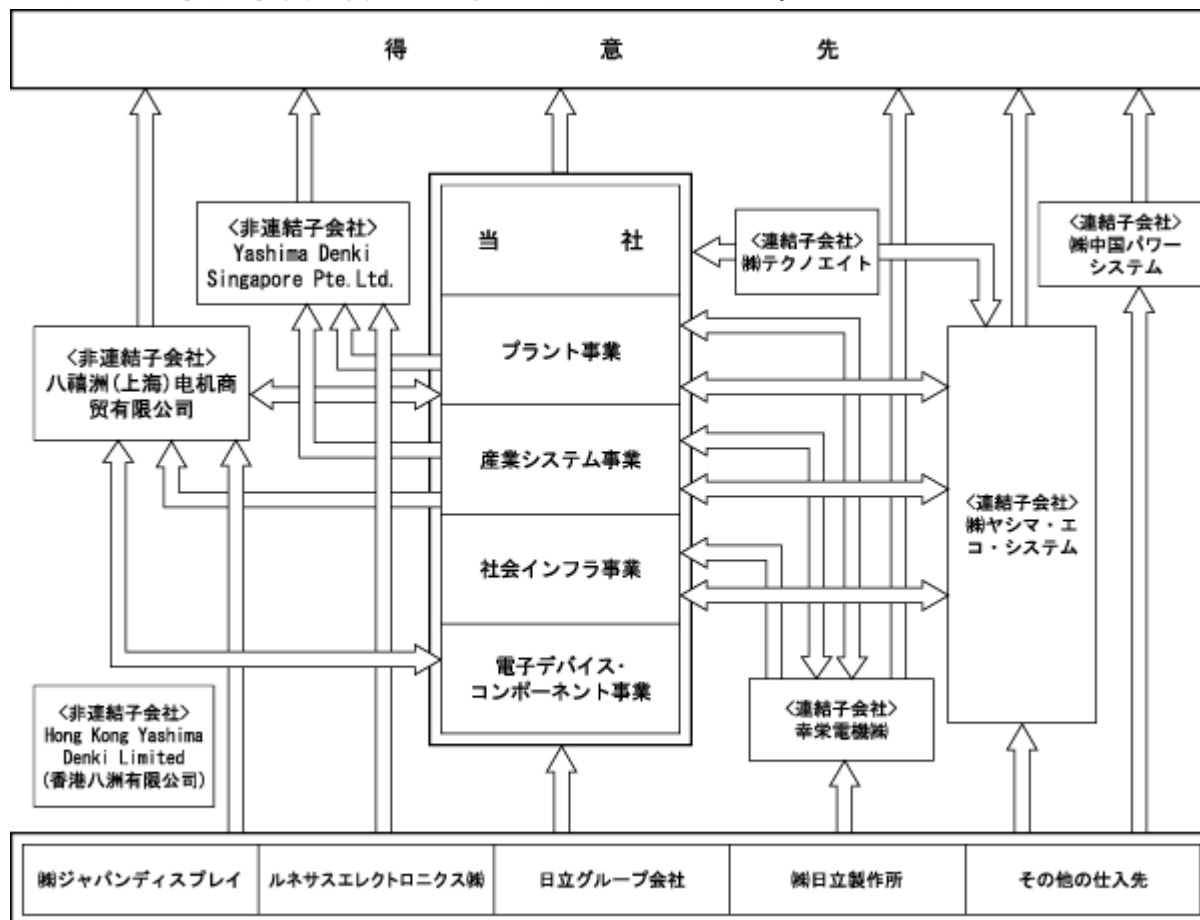 得意先
<非連結子会社>
Yashima Denki
Singapore Pte.Ltd.
当社
<連結子会社>
㈱テクノエイト
<連結子会社>
㈱中国パワー
システム
<非連結子会社>
八禧洲(上海)电机商
贸有限公司
プラント事業
産業システム事業
<連結子会社>
㈱ヤシマ・エ
コ・システム
社会インフラ事業
電子デバイス・
コンポーネント事業
<非連結子会社>
Hong Kong Yashima
Denki Limited
(香港八洲有限公司)
<連結子会社>
幸栄電機㈱
㈱ジャパンディスプレイ
ルネサスエレクトロニクス㈱
日立グループ会社
㈱日立製作所
その他の仕入先